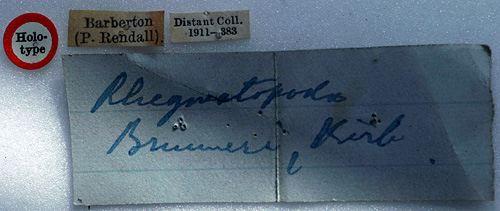 Holo-
type
Barberton
(P. Rendall).
Distant Coll.
1911-383
Rhegmatopoda
Brunneri, Kirb